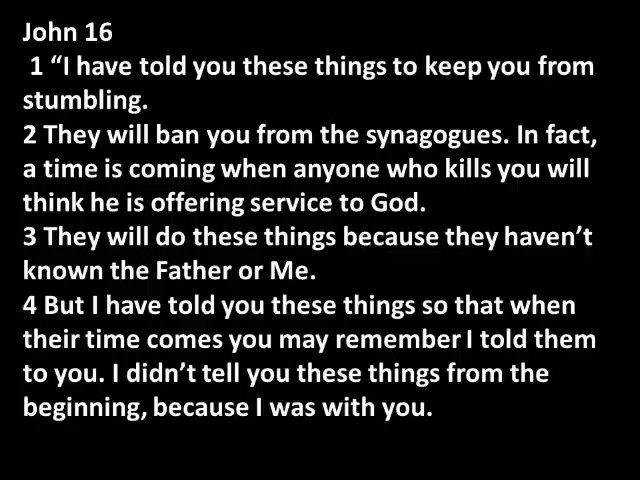 John 16
1 “I have told you these things to keep you from
stumbling.
2 They will ban you from the synagogues. In fact,
a time is coming when anyone who kills you will
think he is offering service to God.
3 They will do these things because they haven’t
known the Father or Me.
4 But I have told you these things so that when
their time comes you may remember I told them
to you. I didn’t tell you these things from the
beginning, because I was with you.